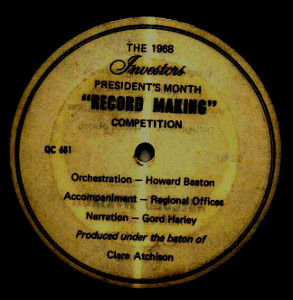 THE 1968
Investors
PRESIDENT'S MONTH
"RECORD MAKING"
COMPETITION
QC 681
Orchestration — Howard Beaton
Accompaniment — Regional Offices
Narration — Gord Harley
Produced under the baton of
Clare Atchison